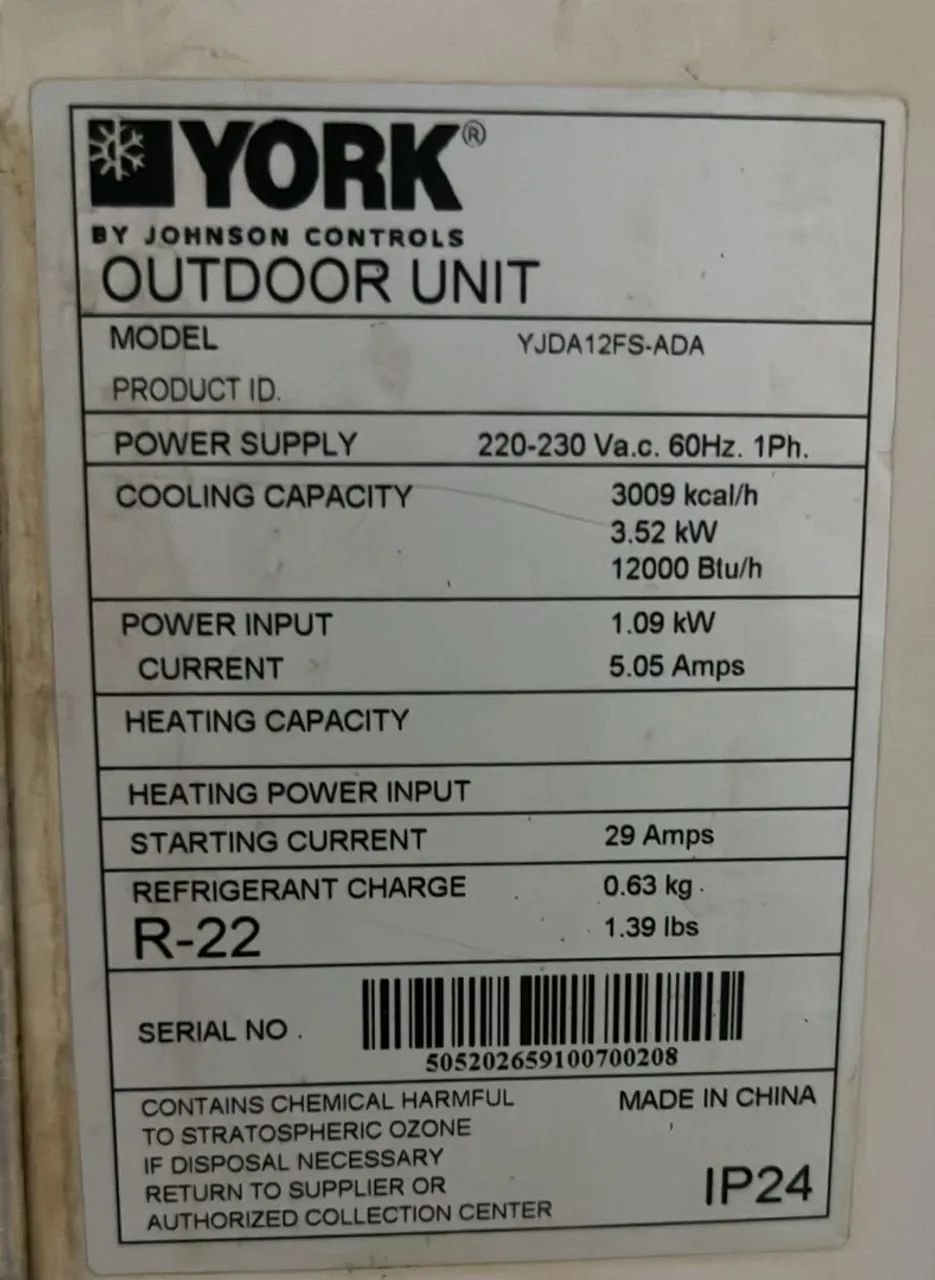 YORK®
BY JOHNSON CONTROLS
OUTDOOR UNIT
MODEL YJDA12FS-ADA
PRODUCT ID.
POWER SUPPLY 220-230 Va.c. 60Hz. 1Ph.
COOLING CAPACITY 3009 kcal/h
3.52 kW
12000 Btu/h
POWER INPUT 1.09 kW
CURRENT 5.05 Amps
HEATING CAPACITY
HEATING POWER INPUT
STARTING CURRENT 29 Amps
REFRIGERANT CHARGE 0.63 kg
R-22 1.39 lbs
SERIAL NO .
505202659100700208
CONTAINS CHEMICAL HARMFUL MADE IN CHINA
TO STRATOSPHERIC OZONE
IF DISPOSAL NECESSARY
RETURN TO SUPPLIER OR IP24
AUTHORIZED COLLECTION CENTER